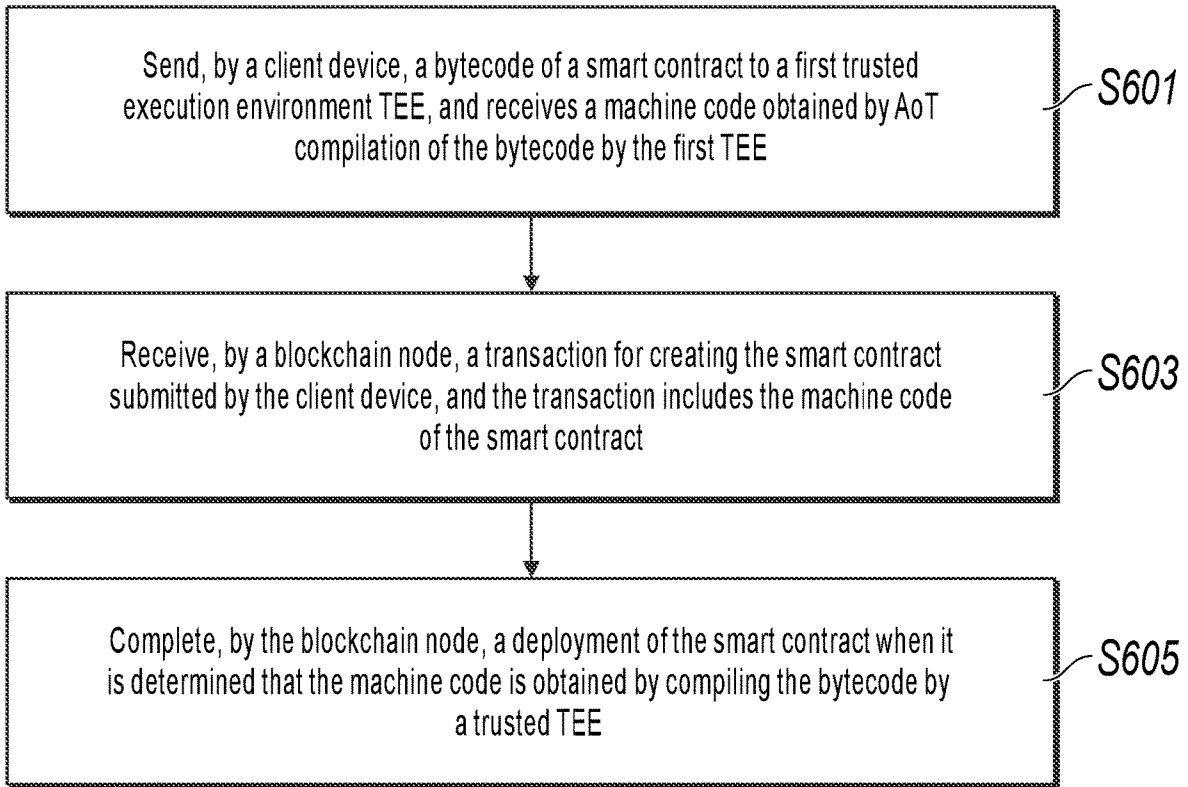 Send, by a client device, a bytecode of a smart contract to a first trusted
execution environment TEE, and receives a machine code obtained by AoT
compilation of the bytecode by the first TEE
S601
Receive, by a blockchain node, a transaction for creating the smart contract
submitted by the client device, and the transaction includes the machine code
of the smart contract
S603
Complete, by the blockchain node, a deployment of the smart contract when it
is determined that the machine code is obtained by compiling the bytecode by
a trusted TEE
S605